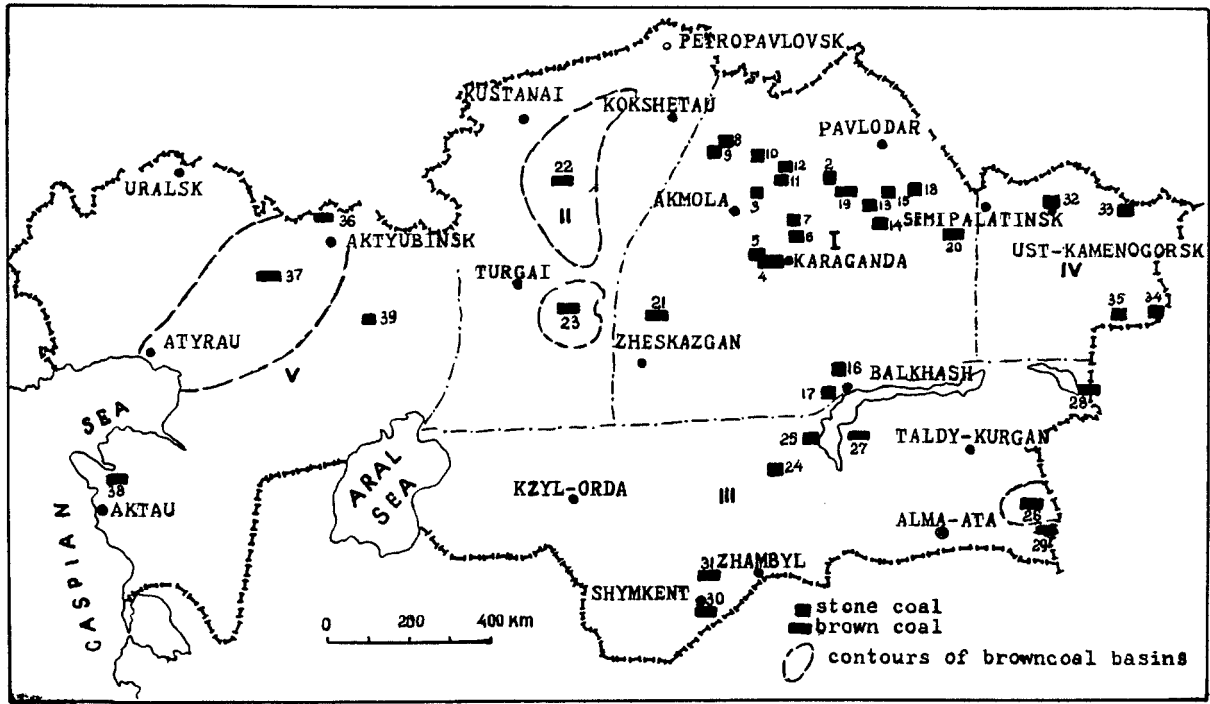 PETROPAVLOVSK
KUSTANAI
KOKSHETAU
PAVLODAR
8
9
10
12
11
2
22
URALSK
II
3
19
13
15
18
AKMOLA
7
6
I
14
SEMIPALATINSK
20
32
33
36
AKTYUBINSK
5
4
KARAGANDA
UST-KAMENOGORSK
IV
37
TURGAI
21
23
35
34
39
ATYRAU
V
ZHESKAZGAN
16
BALKHASH
17
28
SEA
25
27
TALDY-KURGAN
24
38
AKTAU
ARAL
SEA
KZYL-ORDA
III
ALMA-ATA
26
29
CASPIAN
31
ZHAMBYL
SHYMKENT
30
0 200 400 KM
stone coal
brown coal
contours of browncoal basins